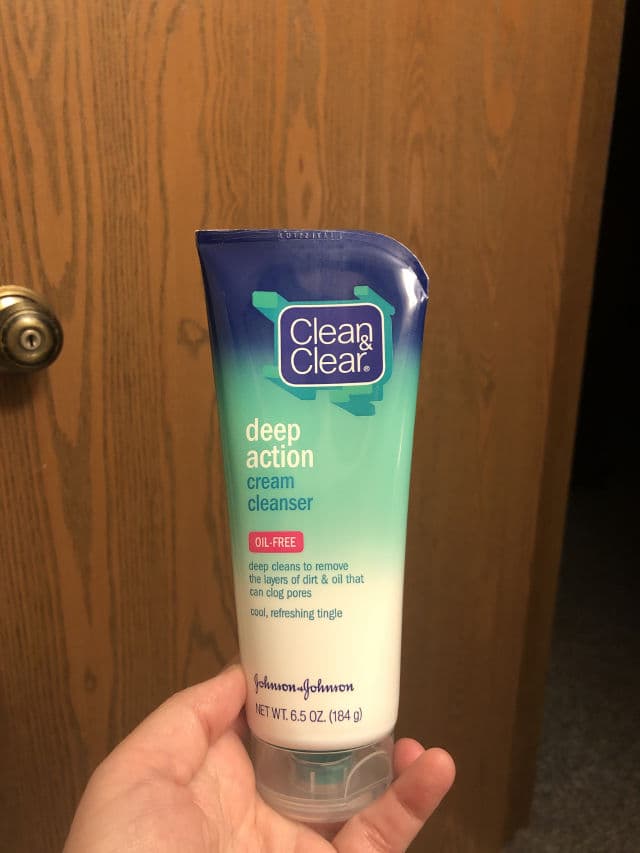 Clean
&
Clear®
deep
action
cream
cleanser
OIL-FREE
deep cleans to remove
the layers of dirt & oil that
can clog pores
cool, refreshing tingle
Johnson & Johnson
NET WT. 6.5 OZ. (184 g)